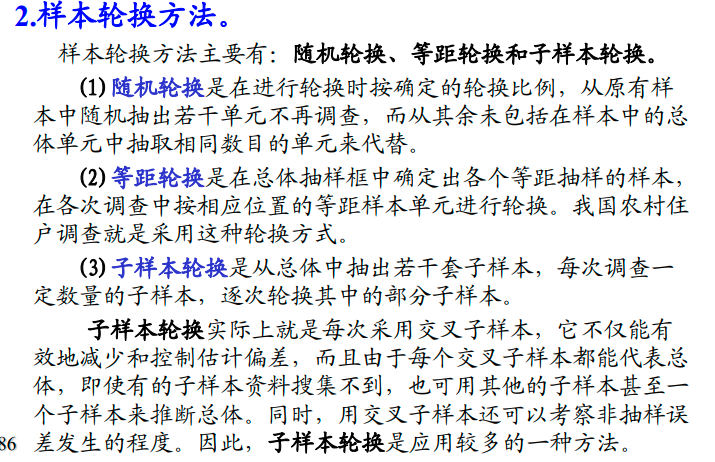 2.样本轮换方法。
样本轮换方法主要有：随机轮换、等距轮换和子样本轮换。
(1)随机轮换是在进行轮换时按确定的轮换比例，从原有样
本中随机抽出若干单元不再调查，而从其余未包括在样本中的总
体单元中抽取相同数目的单元来代替。
(2)等距轮换是在总体抽样框中确定出各个等距抽样的样本，
在各次调查中按相应位置的等距样本单元进行轮换。我国农村住
户调查就是采用这种轮换方式。
(3)子样本轮换是从总体中抽出若干套子样本，每次调查一
定数量的子样本，逐次轮换其中的部分子样本。
子样本轮换实际上就是每次采用交叉子样本，它不仅能有
效地减少和控制估计偏差，而且由于每个交叉子样本都能代表总
体，即使有的子样本资料搜集不到，也可用其他的子样本甚至一
个子样本来推断总体。同时，用交叉子样本还可以考察非抽样误
86 差发生的程度。因此，子样本轮换是应用较多的一种方法。